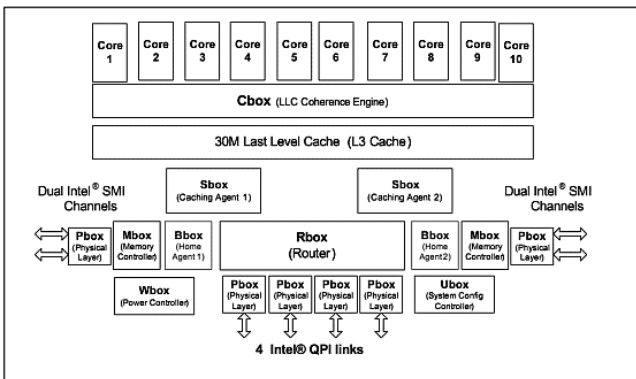 Core 1
Core 2
Core 3
Core 4
Core 5
Core 6
Core 7
Core 8
Core 9
Core 10
Cbox (LLC Coherence Engine)
30M Last Level Cache (L3 Cache)
Sbox
(Caching Agent 1)
Sbox
(Caching Agent 2)
Dual Intel® SMI
Channels
Dual Intel® SMI
Channels
Pbox
(Physical
Layer)
Mbox
(Memory
Controller)
Bbox
(Home
Agent 1)
Rbox
(Router)
Bbox
(Home
Agent2)
Mbox
(Memory
Controller)
Pbox
(Physical
Layer)
Wbox
(Power Controller)
Pbox
(Physical
Layer)
Pbox
(Physical
Layer)
Pbox
(Physical
Layer)
Pbox
(Physical
Layer)
Ubox
(System Config
Controller)
4 Intel® QPI links